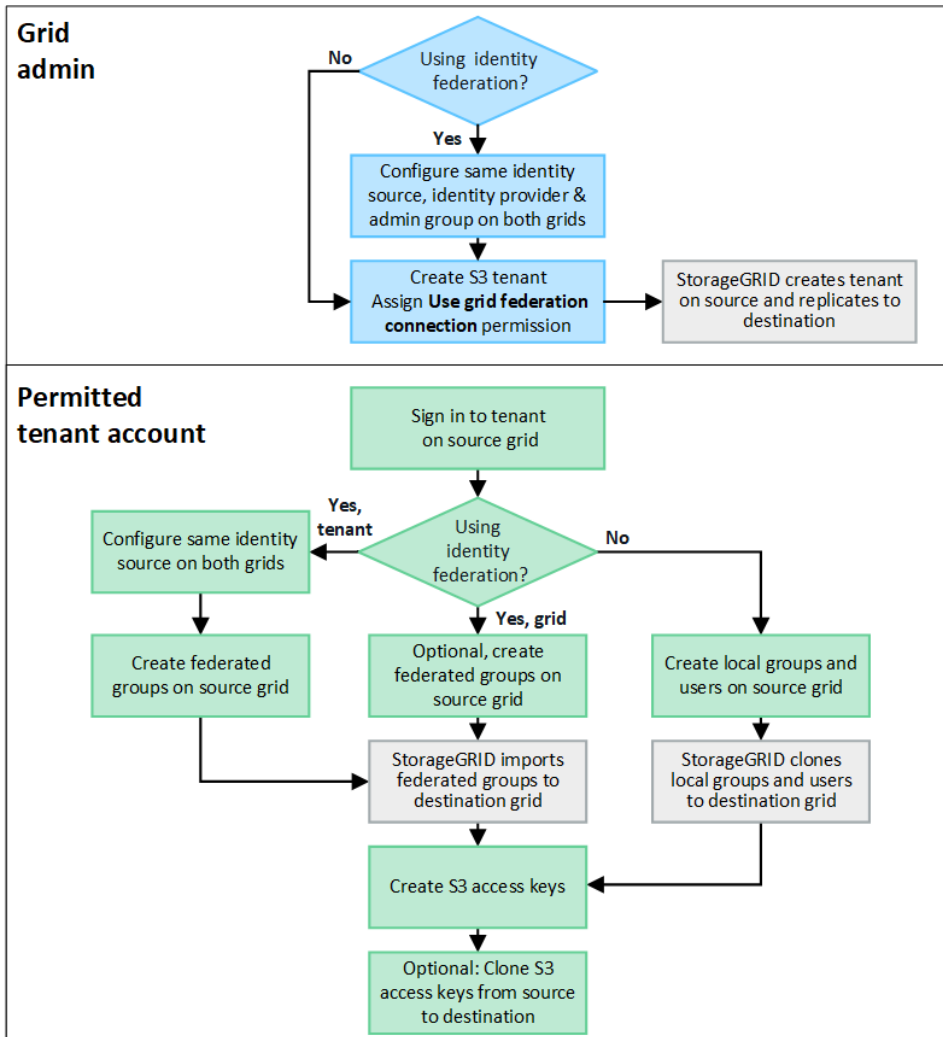 Grid
admin
No
Using identity
federation?
Yes
Configure same identity
source, identity provider &
admin group on both grids
Create S3 tenant
Assign Use grid federation
connection permission
StorageGRID creates tenant
on source and replicates to
destination
Permitted
tenant account
Sign in to tenant
on source grid
Yes,
tenant
Using
identity
federation?
No
Configure same identity
source on both grids
Yes, grid
Create federated
groups on source grid
Optional, create
federated groups on
source grid
Create local groups and
users on source grid
StorageGRID imports
federated groups to
destination grid
StorageGRID clones
local groups and users
to destination grid
Create S3 access keys
Optional: Clone S3
access keys from source
to destination